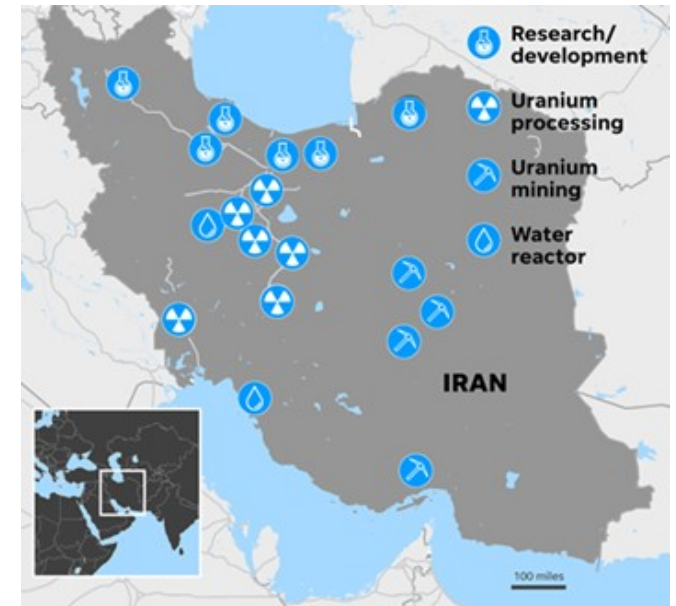 Research/
development
Uranium
processing
Uranium
mining
Water
reactor
IRAN
100 miles